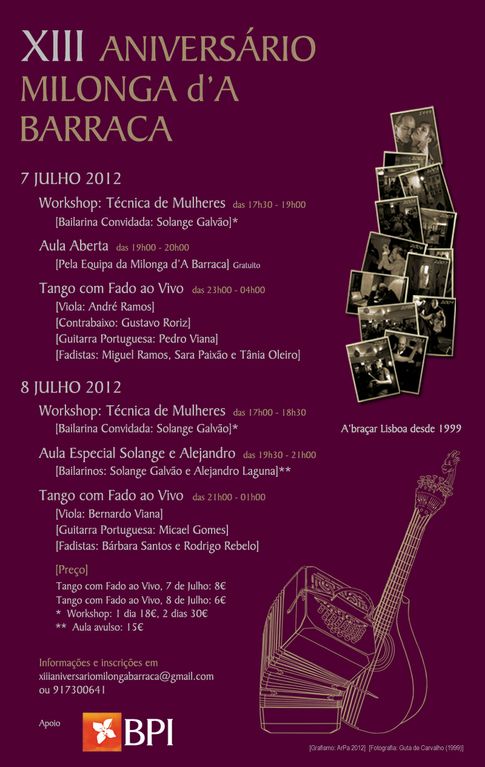 XIII ANIVERSÁRIO
MILONGA d'A
BARRACA
7 JULHO 2012
Workshop: Técnica de Mulheres das 17h30 - 19h00
[Bailarina Convidada: Solange Galvão]*
Aula Aberta das 19h00 - 20h00
[Pela Equipa da Milonga d'A Barraca] Gratuito
Tango com Fado ao Vivo das 23h00 - 04h00
[Viola: André Ramos]
[Contrabaixo: Gustavo Roriz]
[Guitarra Portuguesa: Pedro Viana]
[Fadistas: Miguel Ramos, Sara Paixão e Tânia Oleiro]
8 JULHO 2012
Workshop: Técnica de Mulheres das 17h00 - 18h30
[Bailarina Convidada: Solange Galvão]*
A'braçar Lisboa desde 1999
Aula Especial Solange e Alejandro das 19h30 - 21h00
[Bailarinos: Solange Galvão e Alejandro Laguna]**
Tango com Fado ao Vivo das 21h00 - 01h00
[Viola: Bernardo Viana]
[Guitarra Portuguesa: Micael Gomes]
[Fadistas: Bárbara Santos e Rodrigo Rebelo]
[Preço]
Tango com Fado ao Vivo, 7 de Julho: 8€
Tango com Fado ao Vivo, 8 de Julho: 6€
* Workshop: 1 dia 18€, 2 dias 30€
** Aula avulso: 15€
Informações e inscrições em
xiiianiversariomilongabarraca@gmail.com
ou 917300641
Apoio
BPI
[Grafismo: ArPa 2012] [Fotografia: Guta de Carvalho (1999)]